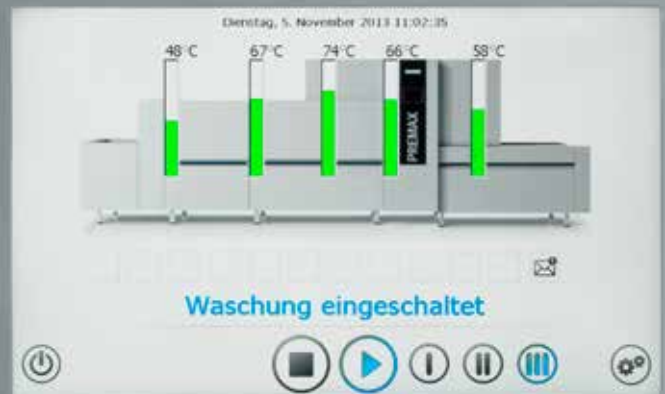 Dienstag, 5. November 2013 11:02:35
48°C 67°C 74°C 66°C 58°C
PREMAX
Waschung eingeschaltet